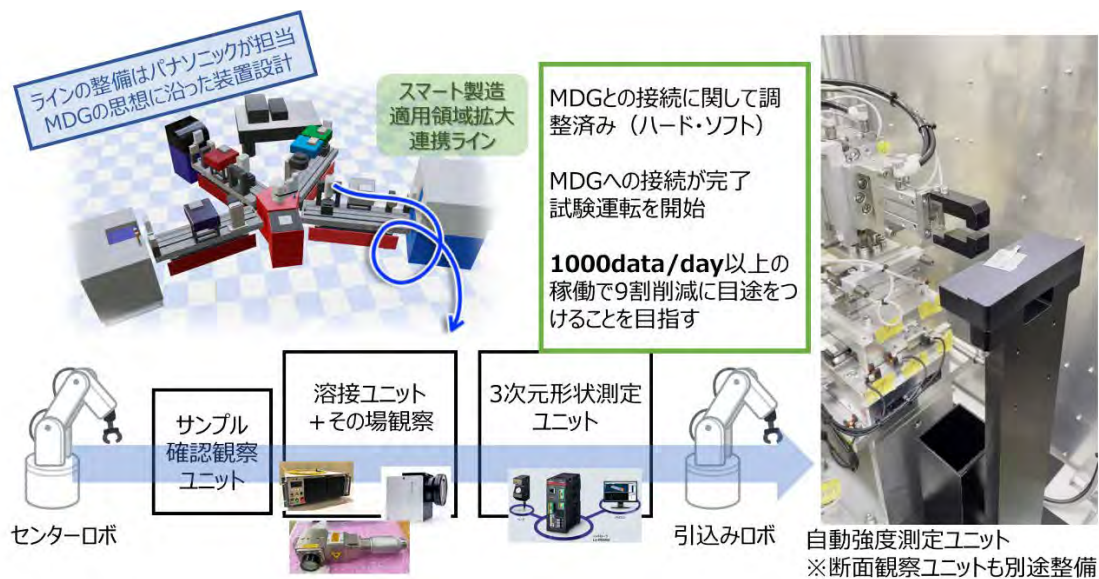 ラインの整備はパナソニックが担当
MDGの思想に沿った装置設計
スマート製造
適用領域拡大
連携ライン
MDGとの接続に関して調
整済み（ハード・ソフト）
MDGへの接続が完了
試験運転を開始
1000data/day以上の
稼働で9割削減に目途をつ
けることを目指す
センターロボ
サンプル
確認観察
ユニット
溶接ユニット
＋その場観察
3次元形状測定
ユニット
引込みロボ
自動強度測定ユニット
※断面観察ユニットも別途整備